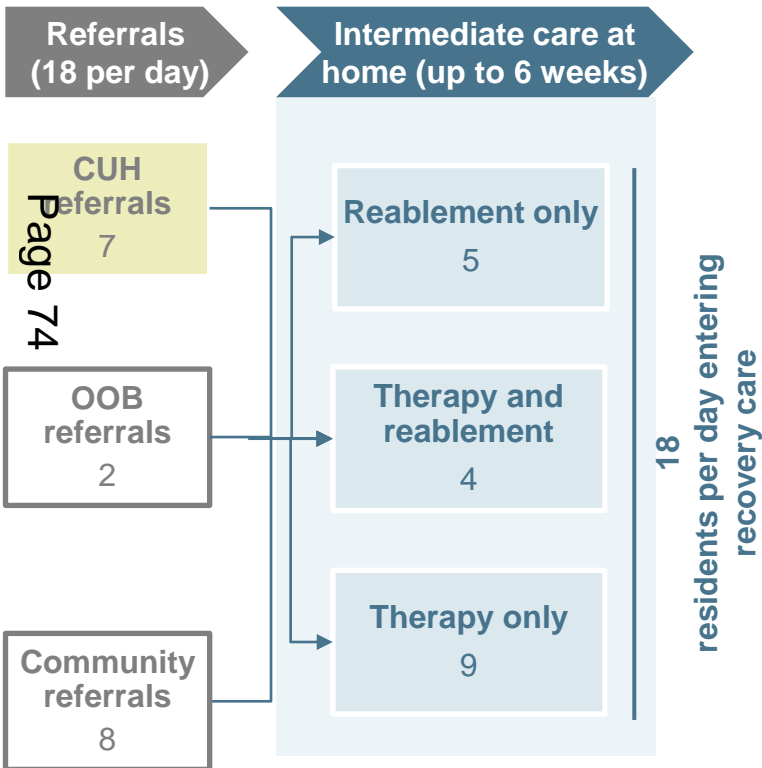 Referrals
(18 per day)
Intermediate care at
home (up to 6 weeks)
CUH
referrals
7
Page 74
OOB
referrals
2
Community
referrals
8
Reablement only
5
Therapy and
reablement
4
Therapy only
9
18
residents per day entering
recovery care